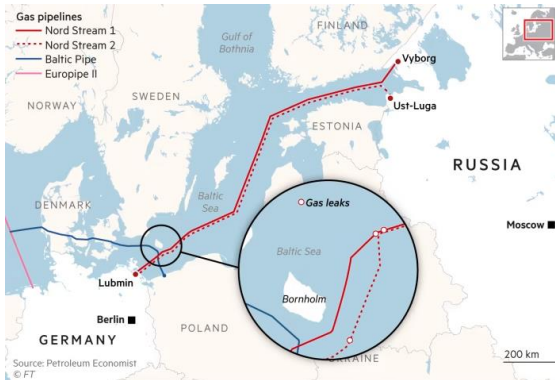 Gas pipelines
Nord Stream 1
Nord Stream 2
Baltic Pipe
Europipe II
Gulf of
Bothnia
FINLAND
Vyborg
Ust-Luga
NORWAY
SWEDEN
ESTONIA
RUSSIA
Baltic
Sea
DENMARK
Gas leaks
Moscow
Baltic Sea
Lubmin
Bornholm
Berlin
POLAND
GERMANY
UKRAINE
200 km
Source: Petroleum Economist
© FT